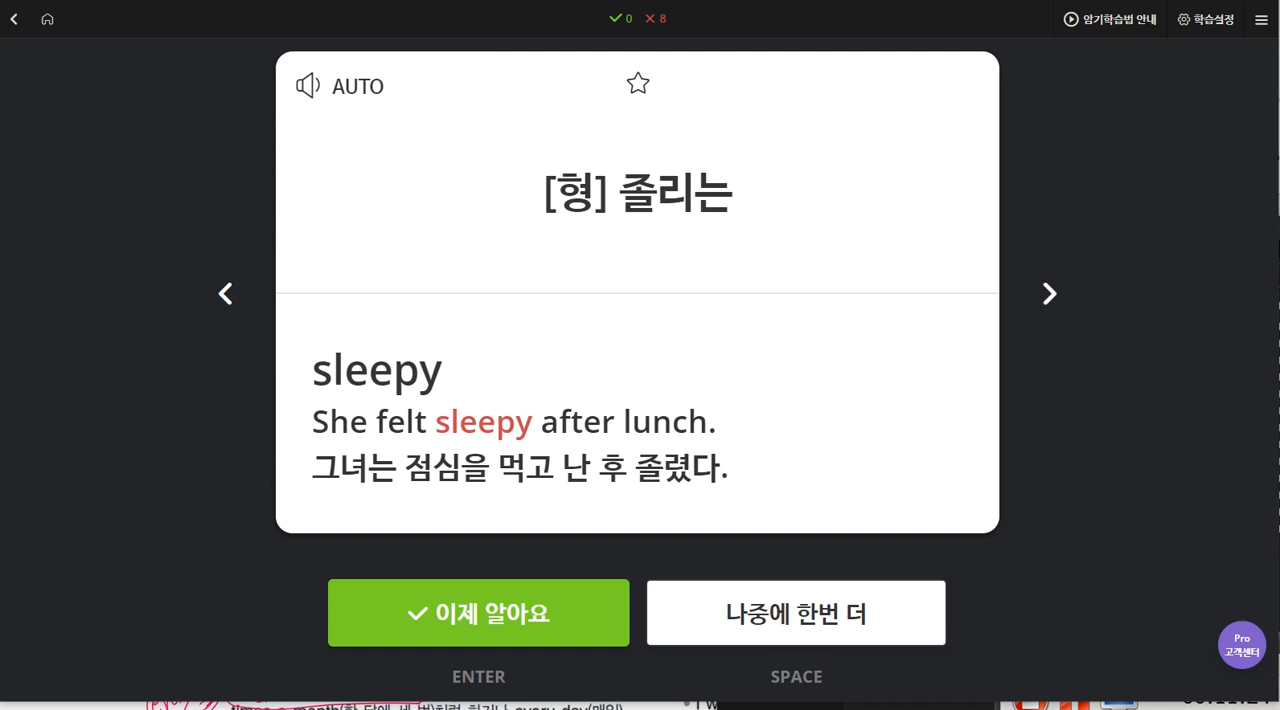 0 8 암기학습법 안내 학습설정
AUTO
[형] 졸리는
sleepy
She felt sleepy after lunch.
그녀는 점심을 먹고 난 후 졸렸다.
이제 알아요 나중에 한번 더
Pro
고객센터
ENTER SPACE